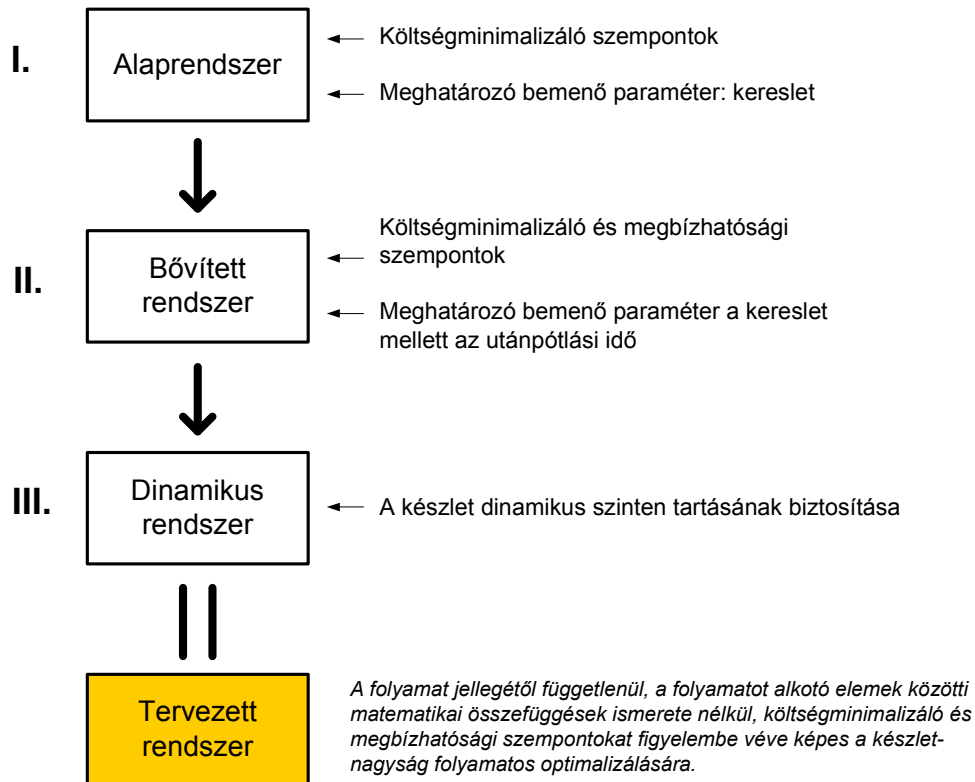 I.
Alaprendszer
Költségminimalizáló szempontok
Meghatározó bemenő paraméter: kereslet
II.
Bővített
rendszer
Költségminimalizáló és megbízhatósági
szempontok
Meghatározó bemenő paraméter a kereslet
mellett az utánpótlási idő
III.
Dinamikus
rendszer
A készlet dinamikus szinten tartásának biztosítása
Tervezett
rendszer
A folyamat jellegétől függetlenül, a folyamatot alkotó elemek közötti
matematikai összefüggések ismerete nélkül, költségminimalizáló és
megbízhatósági szempontokat figyelembe véve képes a készlet-
nagyság folyamatos optimalizálására.